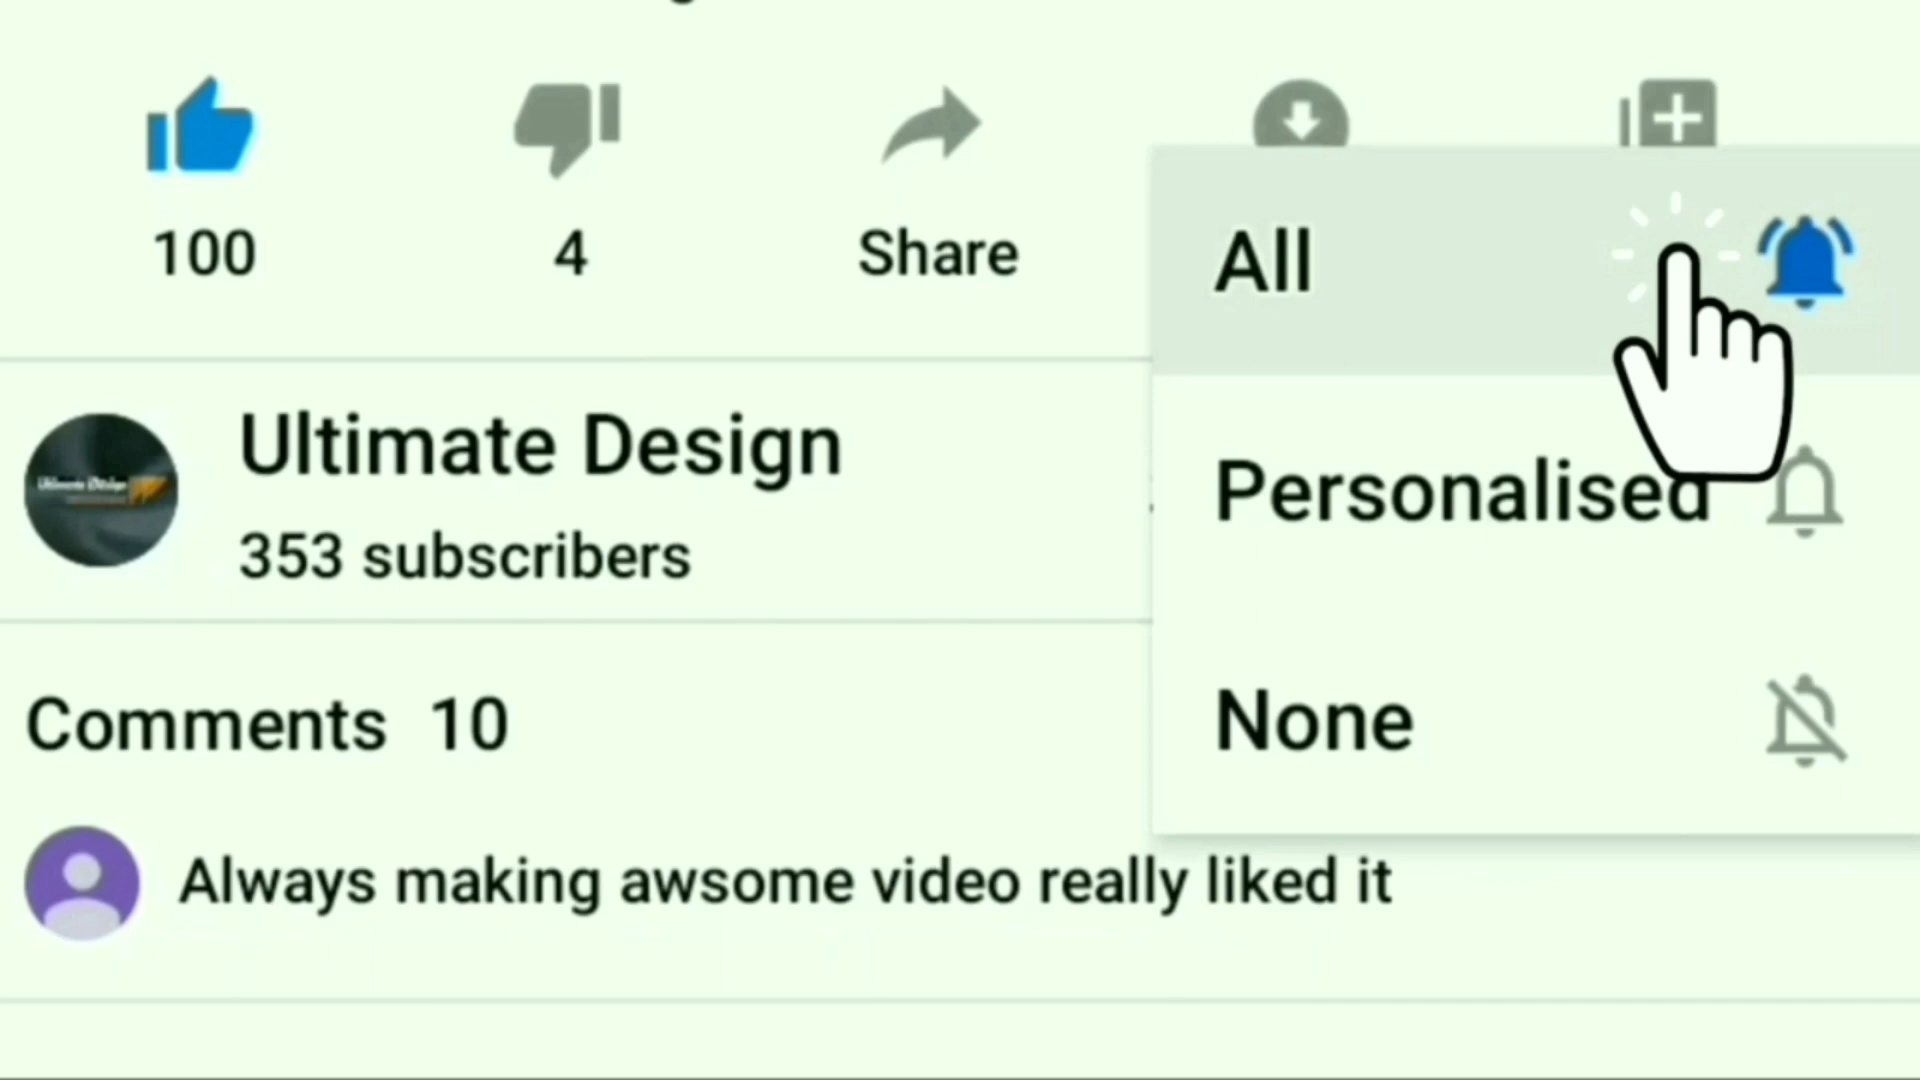 100
4
Share
All
Ultimate Design
353 subscribers
Personalised
None
Comments 10
Always making awsome video really liked it